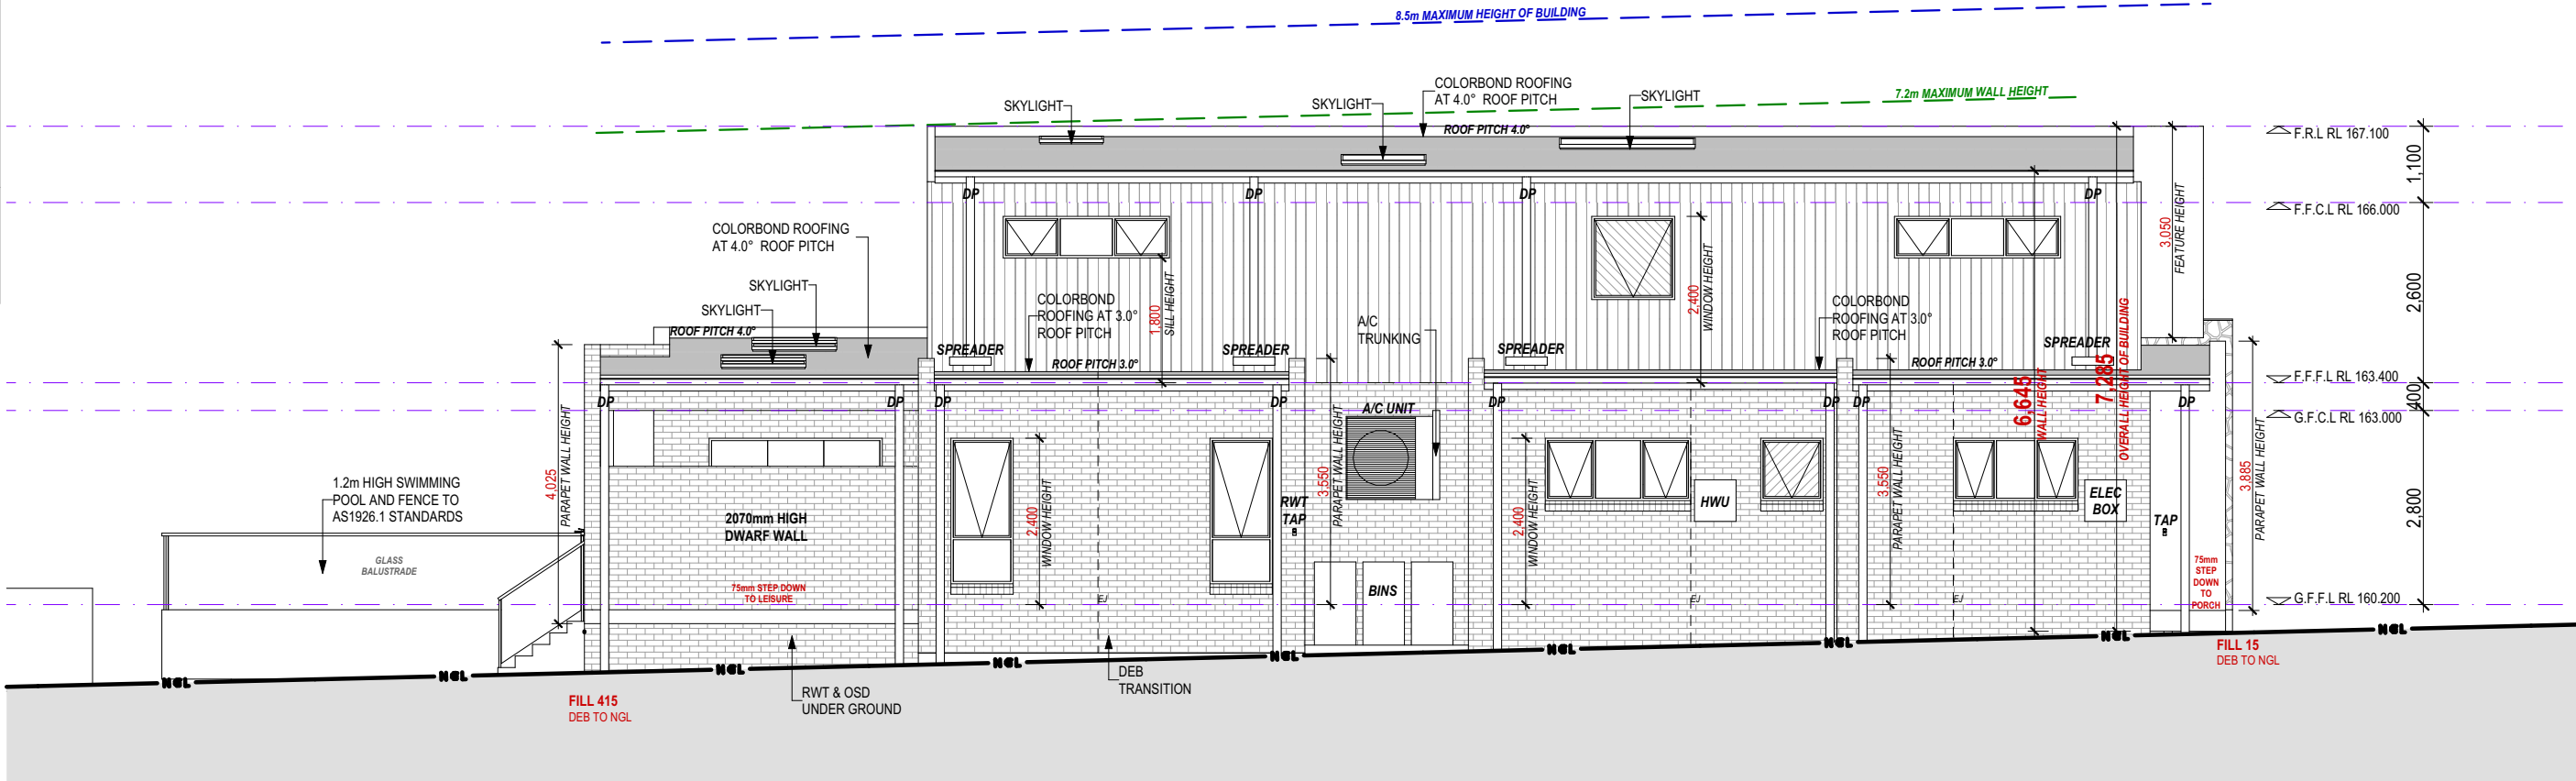 8.5m MAXIMUM HEIGHT OF BUILDING
7.2m MAXIMUM WALL HEIGHT
SKYLIGHT
SKYLIGHT
COLORBOND ROOFING
AT 4.0° ROOF PITCH
SKYLIGHT
ROOF PITCH 4.0°
F.R.L RL 167.100
1,100
F.F.C.L RL 166.000
2,600
F.F.F.L RL 163.400
400
G.F.C.L RL 163.000
2,800
G.F.F.L RL 160.200
DP
DP
DP
DP
3,050
FEATURE HEIGHT
COLORBOND ROOFING
AT 4.0° ROOF PITCH
SKYLIGHT
SKYLIGHT
ROOF PITCH 4.0°
COLORBOND
ROOFING AT 3.0°
ROOF PITCH
1,800
SILL HEIGHT
2,400
WINDOW HEIGHT
A/C
TRUNKING
COLORBOND
ROOFING AT 3.0°
ROOF PITCH
SPREADER
SPREADER
SPREADER
SPREADER
ROOF PITCH 3.0°
ROOF PITCH 3.0°
6,645
WALL HEIGHT
7,285
OVERALL HEIGHT OF BUILDING
DP
DP
DP
DP
DP
DP
DP
DP
A/C UNIT
4,025
PARAPET WALL HEIGHT
2,400
WINDOW HEIGHT
3,550
PARAPET WALL HEIGHT
2,400
WINDOW HEIGHT
3,550
PARAPET WALL HEIGHT
3,885
PARAPET WALL HEIGHT
1.2m HIGH SWIMMING
POOL AND FENCE TO
AS1926.1 STANDARDS
GLASS
BALUSTRADE
2070mm HIGH
DWARF WALL
75mm STEP DOWN
TO LEISURE
RWT
TAP
BINS
HWU
ELEC
BOX
TAP
75mm
STEP
DOWN
TO
PORCH
EJ
EJ
EJ
NGL
NGL
NGL
NGL
NGL
NGL
NGL
NGL
NGL
FILL 415
DEB TO NGL
RWT & OSD
UNDER GROUND
DEB
TRANSITION
FILL 15
DEB TO NGL